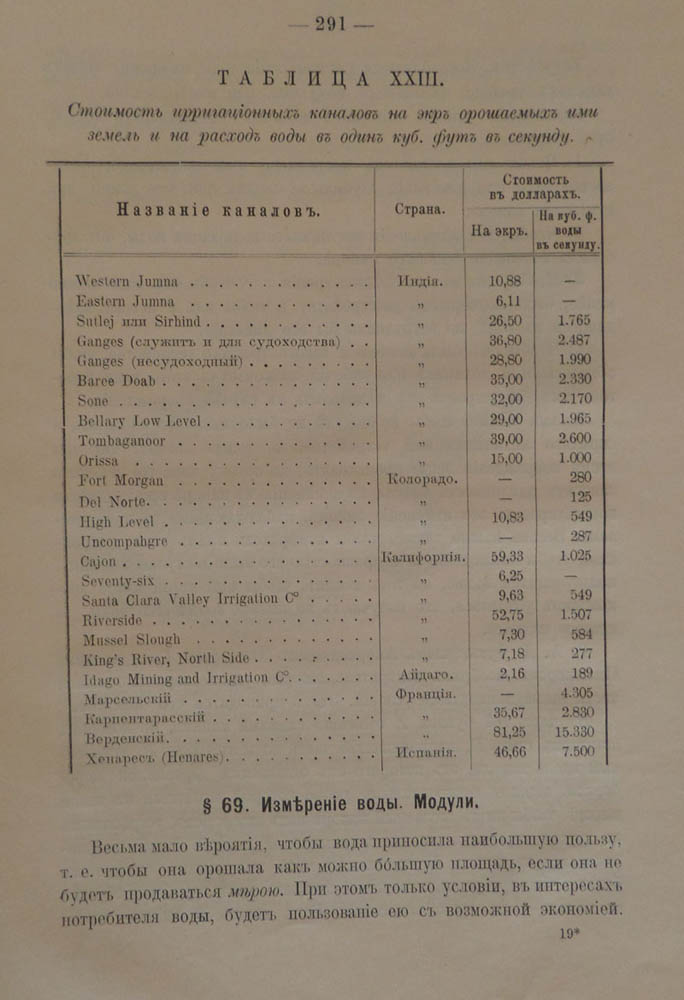 — 291 —
ТАБЛИЦА XXIII.
Стоимость ирригаціонныхъ каналовъ на экръ орошаемыхъ ими
земель и на расходъ воды въ одинъ куб. футъ въ секунду.
Названіе каналовъ. Страна. Стоимость въ долларахъ.
На экръ. На куб. ф. воды въ секунду.
Western Jumna . . . . . . . . . . . . . Индія. 10,88 —
Eastern Jumna . . . . . . . . . . . . . „ 6,11 —
Sutlej или Sirhind . . . . . . . . . . . . „ 26,50 1.765
Ganges (служитъ и для судоходства) . . „ 36,80 2.487
Ganges (несудоходный) . . . . . . . . . „ 28,80 1.990
Baree Doab . . . . . . . . . . . . . . . „ 35,00 2.330
Sone . . . . . . . . . . . . . . . . . . „ 32,00 2.170
Bellary Low Level . . . . . . . . . . . . „ 29,00 1.965
Tombaganoor . . . . . . . . . . . . . . „ 39,00 2.600
Orissa . . . . . . . . . . . . . . . . . „ 15,00 1.000
Fort Morgan . . . . . . . . . . . . . . Колорадо. — 280
Del Norte. . . . . . . . . . . . . . . . „ — 125
High Level . . . . . . . . . . . . . . . „ 10,83 549
Uncompahgre . . . . . . . . . . . . . . „ — 287
Cajon . . . . . . . . . . . . . . . . . Калифорнія. 59,33 1.025
Seventy-six . . . . . . . . . . . . . . . „ 6,25 —
Santa Clara Valley Irrigation C° . . . . . „ 9,63 549
Riverside . . . . . . . . . . . . . . . . „ 52,75 1.507
Mussel Slough . . . . . . . . . . . . . „ 7,30 584
King's River, North Side . . . . . . . . . „ 7,18 277
Idago Mining and Irrigation C°. . . . . . . Айдаго. 2,16 189
Марсельскій . . . . . . . . . . . . . . Франція. — 4.305
Карпентарасскій . . . . . . . . . . . . „ 35,67 2.830
Верденскій. . . . . . . . . . . . . . . „ 81,25 15.330
Хенаресъ (Henares). . . . . . . . . . . Испанія. 46,66 7.500
§ 69. Измѣреніе воды. Модули.
Весьма мало вѣроятія, чтобы вода приносила наибольшую пользу,
т. е. чтобы она орошала какъ можно бо́льшую площадь, если она не
будетъ продаваться мѣрою. При этомъ только условіи, въ интересахъ
потребителя воды, будетъ пользованіе ею съ возможной экономіей.
19*